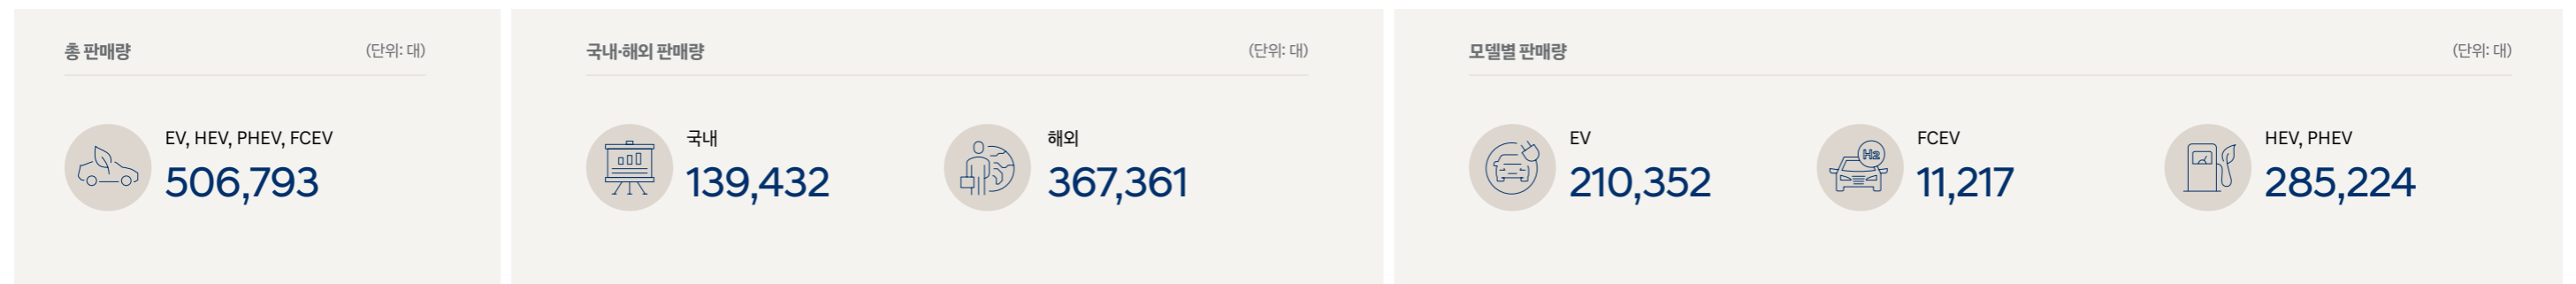 총 판매량 (단위: 대)
EV, HEV, PHEV, FCEV
506,793
국내·해외 판매량 (단위: 대)
국내
139,432
해외
367,361
모델별 판매량 (단위: 대)
EV
210,352
FCEV
H2
11,217
HEV, PHEV
285,224